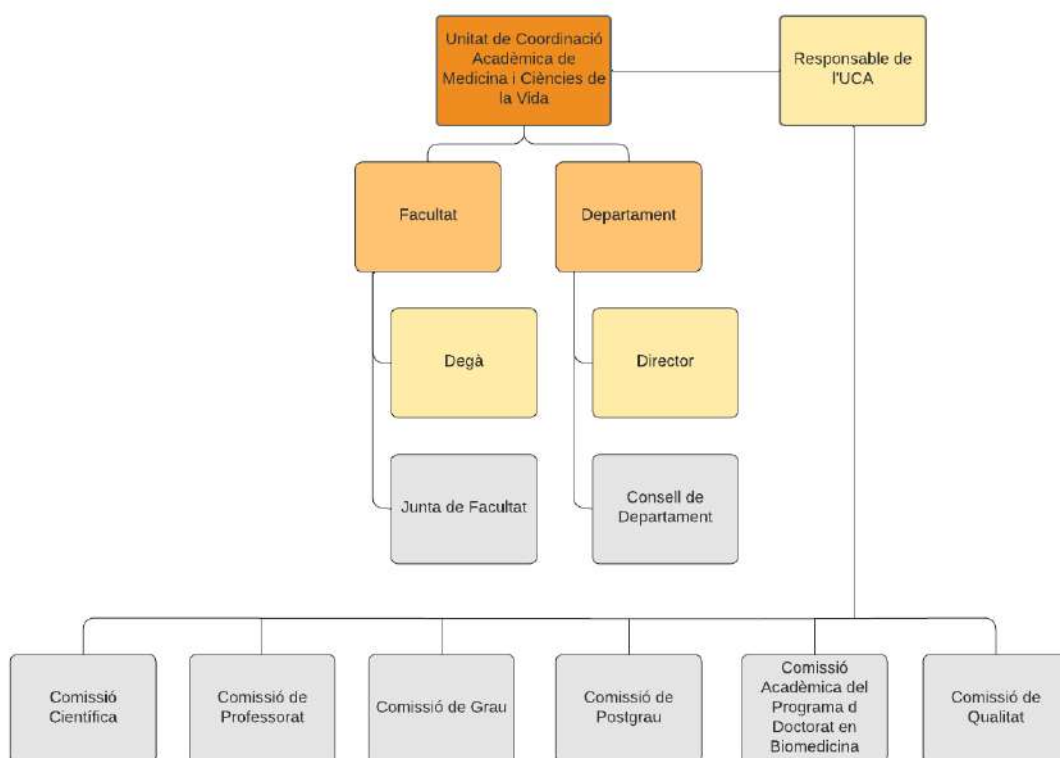 Unitat de Coordinació
Acadèmica de
Medicina i Ciències de
la Vida
Responsable de
l'UCA
Facultat
Departament
Degà
Director
Junta de Facultat
Consell de
Departament
Comissió
Científica
Comissió de
Professorat
Comissió de Grau
Comissió de
Postgrau
Comissió
Acadèmica del
Programa d
Doctorat en
Biomedicina
Comissió de
Qualitat